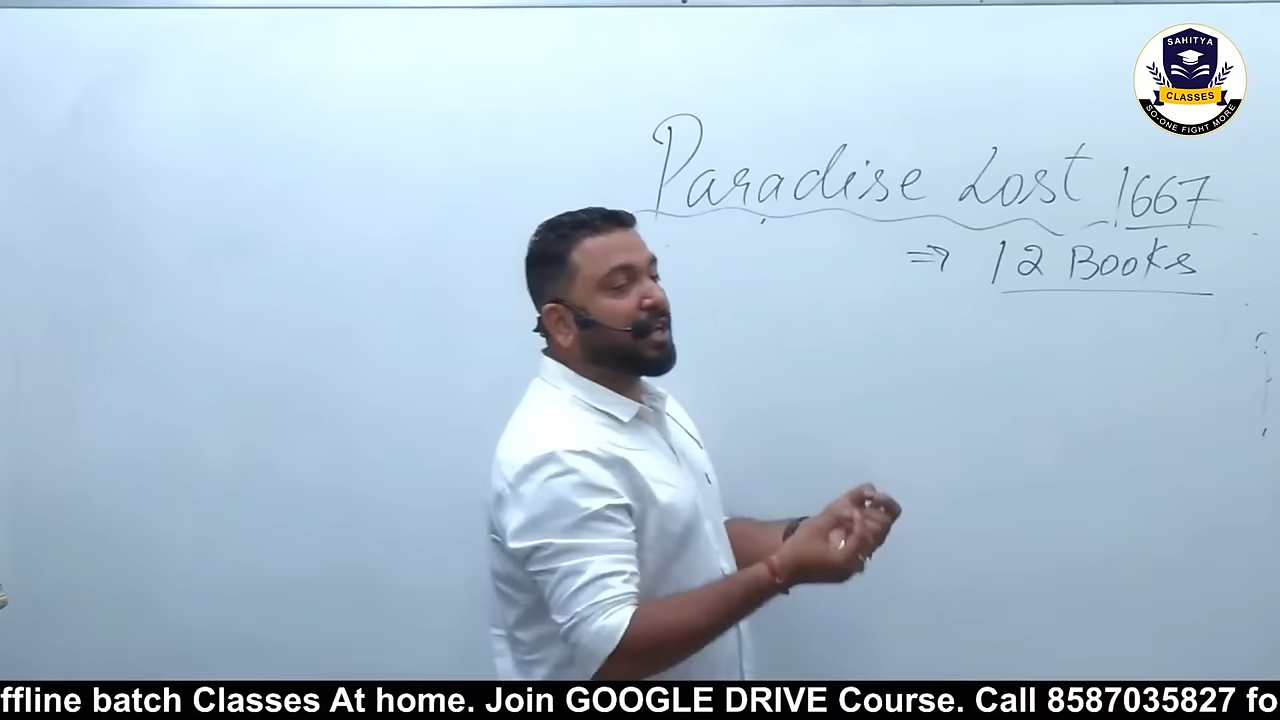 SAHITYA
CLASSES
SO-ONE FIGHT MORE
Paradise Lost 1667
⇒ 12 Books
ffline batch Classes At home. Join GOOGLE DRIVE Course. Call 8587035827 fo